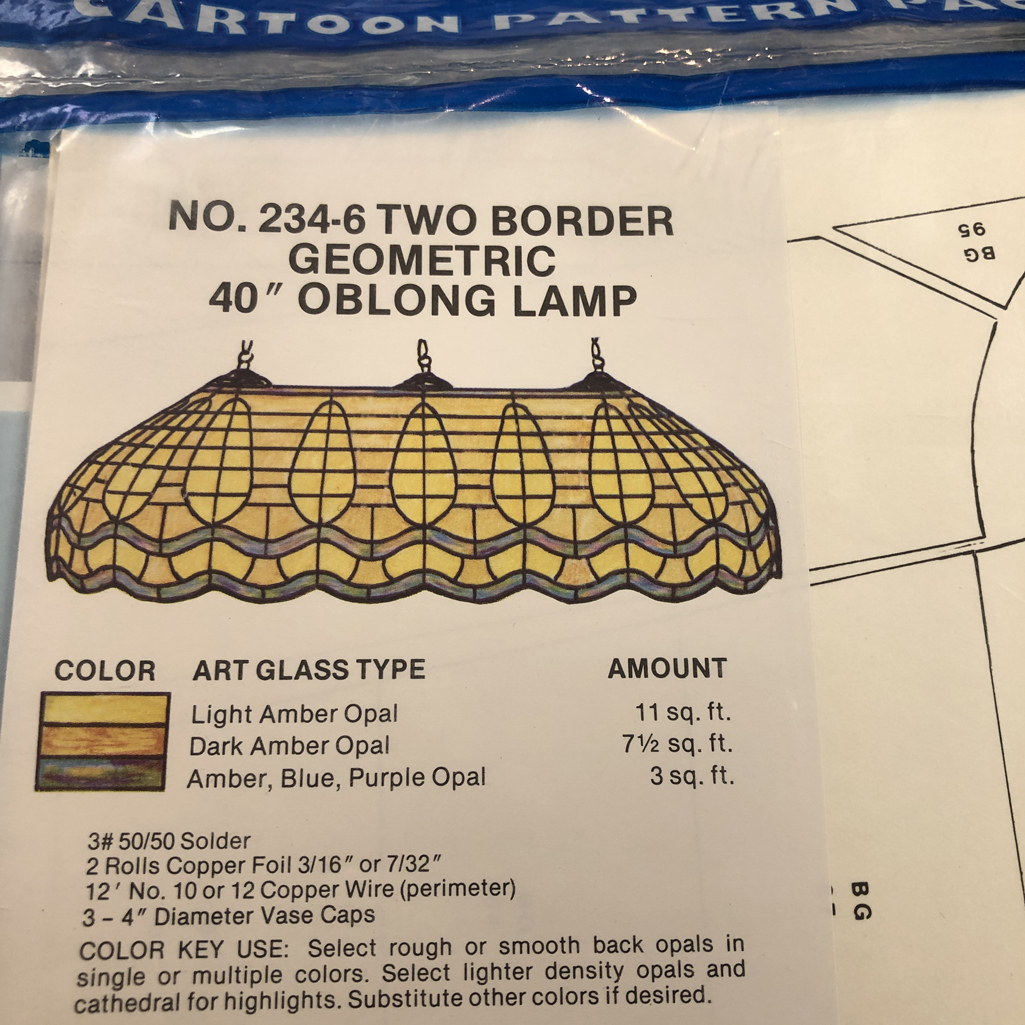 CARTOON PATTERN
NO. 234-6 TWO BORDER
GEOMETRIC
40" OBLONG LAMP
COLOR ART GLASS TYPE AMOUNT
Light Amber Opal 11 sq. ft.
Dark Amber Opal 7½ sq. ft.
Amber, Blue, Purple Opal 3 sq. ft.
3# 50/50 Solder
2 Rolls Copper Foil 3/16" or 7/32"
12' No. 10 or 12 Copper Wire (perimeter)
3 – 4" Diameter Vase Caps
COLOR KEY USE: Select rough or smooth back opals in
single or multiple colors. Select lighter density opals and
cathedral for highlights. Substitute other colors if desired.
BG
95
BG